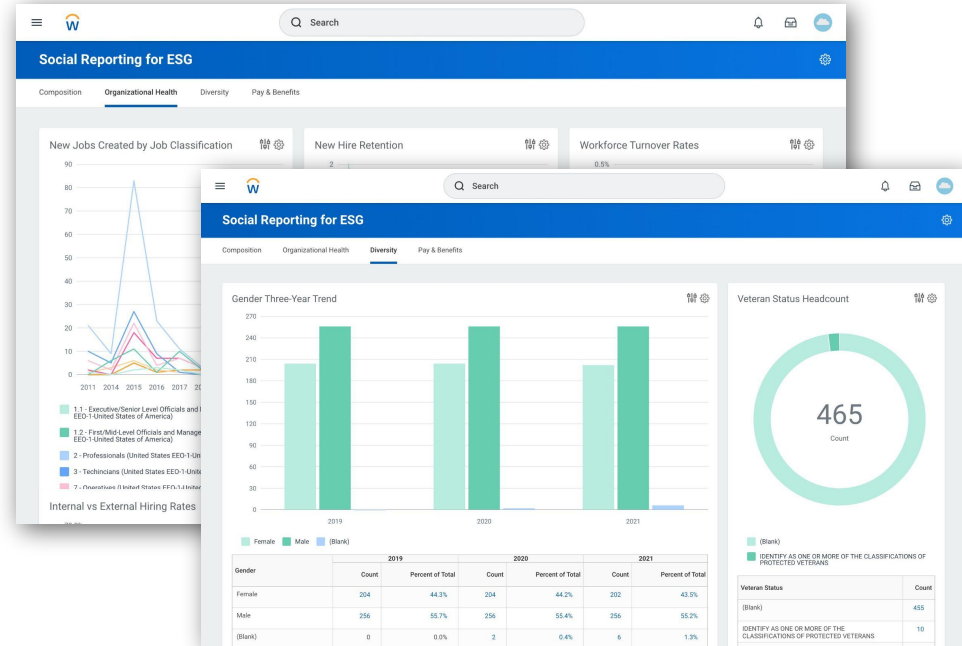 Search
Social Reporting for ESG
Composition Organizational Health Diversity Pay & Benefits
New Jobs Created by Job Classification
90
80
70
60
50
40
30
20
10
0
2011 2014 2015 2016 2017
1.1 - Executive/Senior Level Officials and
EEO-1-United States of America)
1.2 - First/Mid-Level Officials and Manage
EEO-1-United States of America)
2 - Professionals (United States EEO-1-Un
3 - Techincians (United States EEO-1-Unite
7 - Operatives (United States EEO-1-United
Internal vs External Hiring Rates
New Hire Retention
2
Workforce Turnover Rates
0.5%
Search
Social Reporting for ESG
Composition Organizational Health Diversity Pay & Benefits
Gender Three-Year Trend
270
240
210
180
150
120
90
60
30
0
2019 2020 2021
Female Male (Blank)
2019 2020 2021
Gender Count Percent of Total Count Percent of Total Count Percent of Total
Female 204 44.3% 204 44.2% 202 43.5%
Male 256 55.7% 256 55.4% 256 55.2%
(Blank) 0 0.0% 2 0.4% 6 1.3%
Veteran Status Headcount
465
Count
(Blank)
IDENTIFY AS ONE OR MORE OF THE CLASSIFICATIONS OF
PROTECTED VETERANS
Veteran Status Count
(Blank) 455
IDENTIFY AS ONE OR MORE OF THE
CLASSIFICATIONS OF PROTECTED VETERANS 10